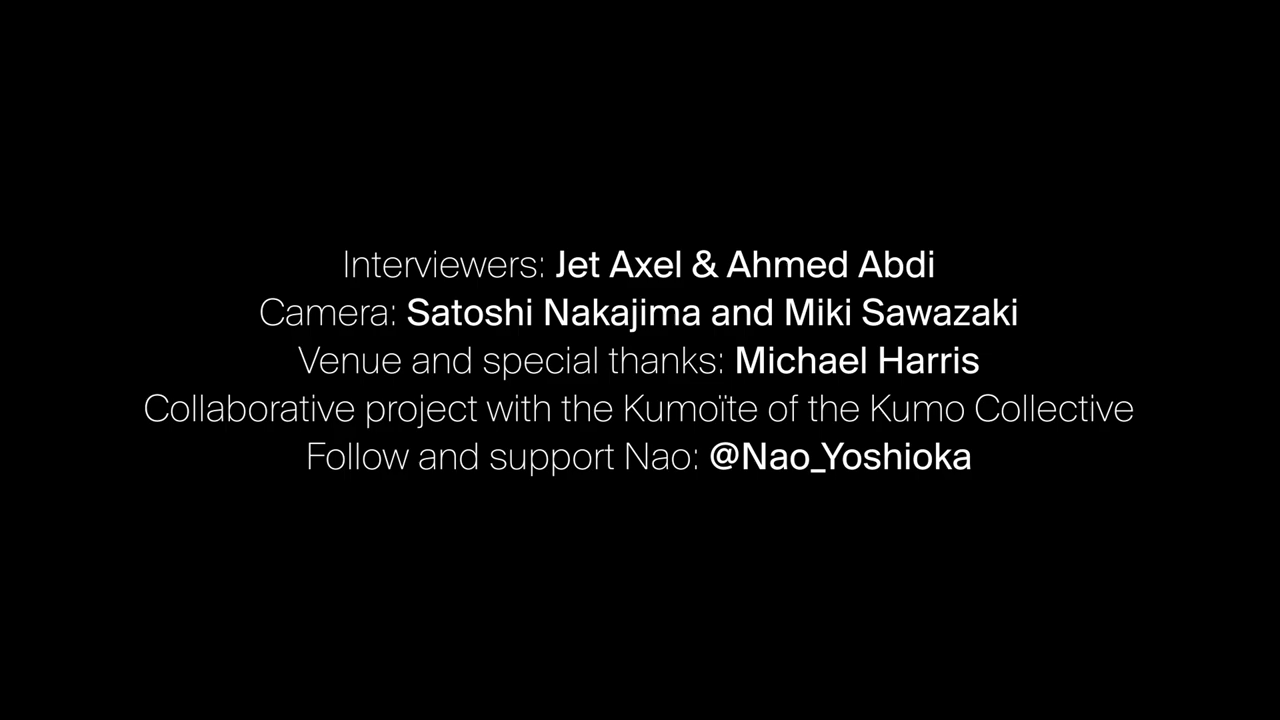 Interviewers: Jet Axel & Ahmed Abdi
Camera: Satoshi Nakajima and Miki Sawazaki
Venue and special thanks: Michael Harris
Collaborative project with the Kumoïte of the Kumo Collective
Follow and support Nao: @Nao_Yoshioka